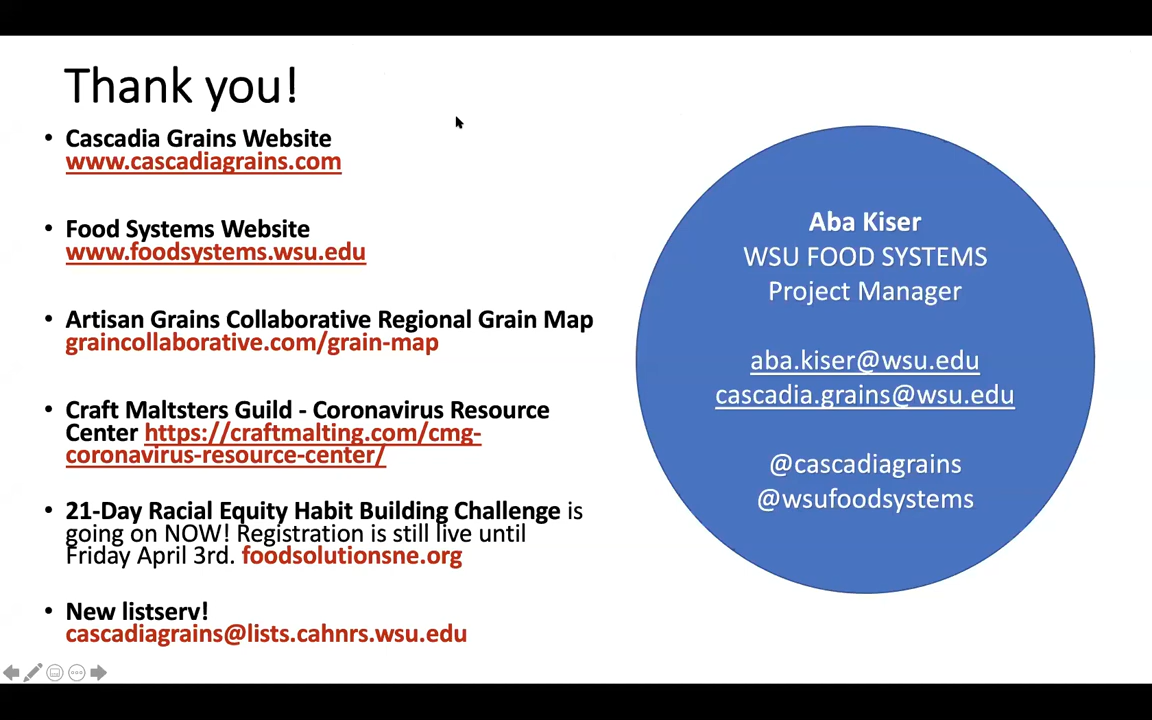 Thank you!
• Cascadia Grains Website
www.cascadiagrains.com
• Food Systems Website
www.foodsystems.wsu.edu
• Artisan Grains Collaborative Regional Grain Map
graincollaborative.com/grain-map
• Craft Maltsters Guild - Coronavirus Resource
Center https://craftmalting.com/cmg-
coronavirus-resource-center/
• 21-Day Racial Equity Habit Building Challenge is
going on NOW! Registration is still live until
Friday April 3rd. foodsolutionsne.org
• New listserv!
cascadiagrains@lists.cahnrs.wsu.edu
Aba Kiser
WSU FOOD SYSTEMS
Project Manager
aba.kiser@wsu.edu
cascadia.grains@wsu.edu
@cascadiagrains
@wsufoodsystems